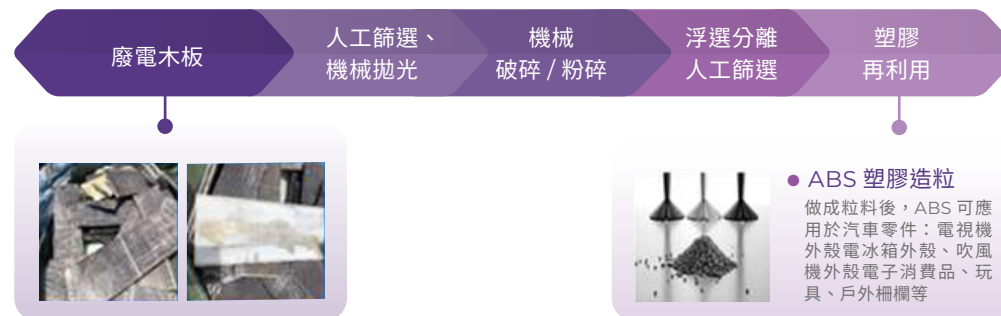 廢電木板
人工篩選、
機械拋光
機械
破碎 / 粉碎
浮選分離
人工篩選
塑膠
再利用
ABS 塑膠造粒
做成粒料後，ABS 可應
用於汽車零件：電視機
外殼電冰箱外殼、吹風
機外殼電子消費品、玩
具、戶外柵欄等